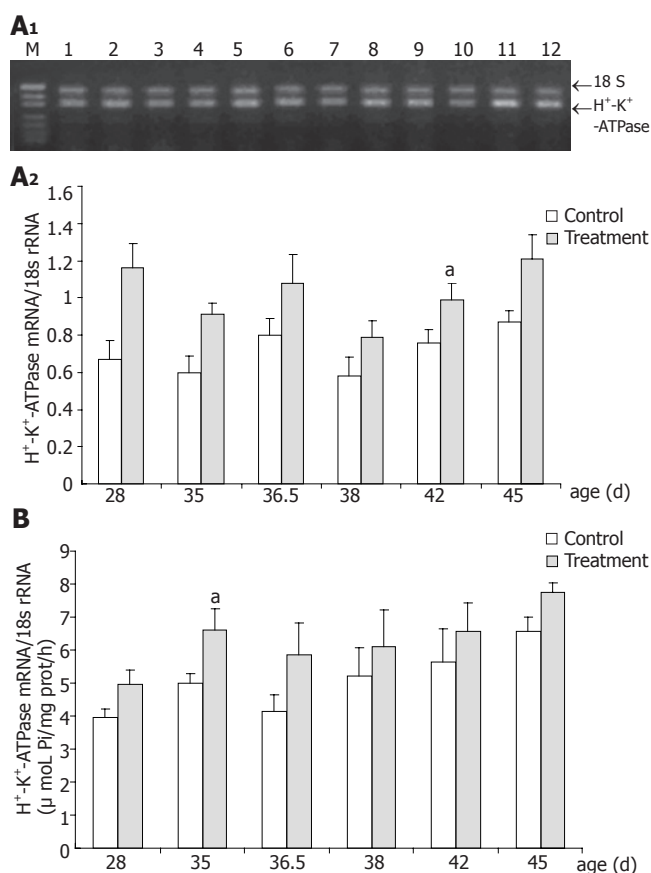 A1
M 1 2 3 4 5 6 7 8 9 10 11 12
←18 S
←H⁺-K⁺
-ATPase
A2
H⁺-K⁺-ATPase mRNA/18s rRNA
1.6
1.4
1.2
1
0.8
0.6
0.4
0.2
0
Control
Treatment
a
28 35 36.5 38 42 45 age (d)
B
H⁺-K⁺-ATPase mRNA/18s rRNA
(μ moL Pi/mg prot/h)
9
8
7
6
5
4
3
2
1
0
Control
Treatment
a
28 35 36.5 38 42 45 age (d)